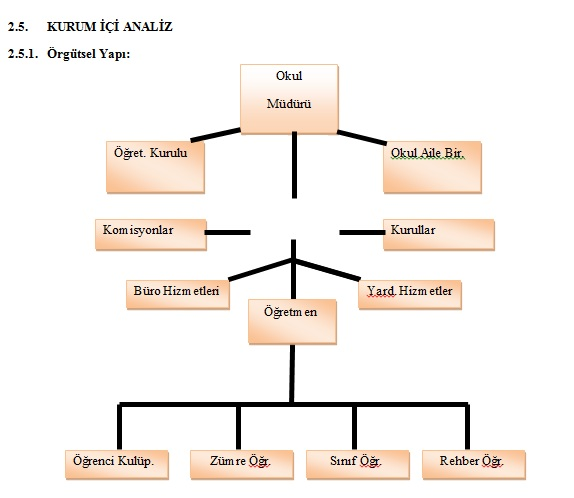 2.5. KURUM İÇİ ANALİZ
2.5.1. Örgütsel Yapı:
Okul
Müdürü
Öğret. Kurulu
Okul Aile Bir.
Komisyonlar
Kurullar
Büro Hizmetleri
Yard. Hizmetler
Öğretmen
Öğrenci Kulüp.
Zümre Öğr.
Sınıf Öğr.
Rehber Öğr.